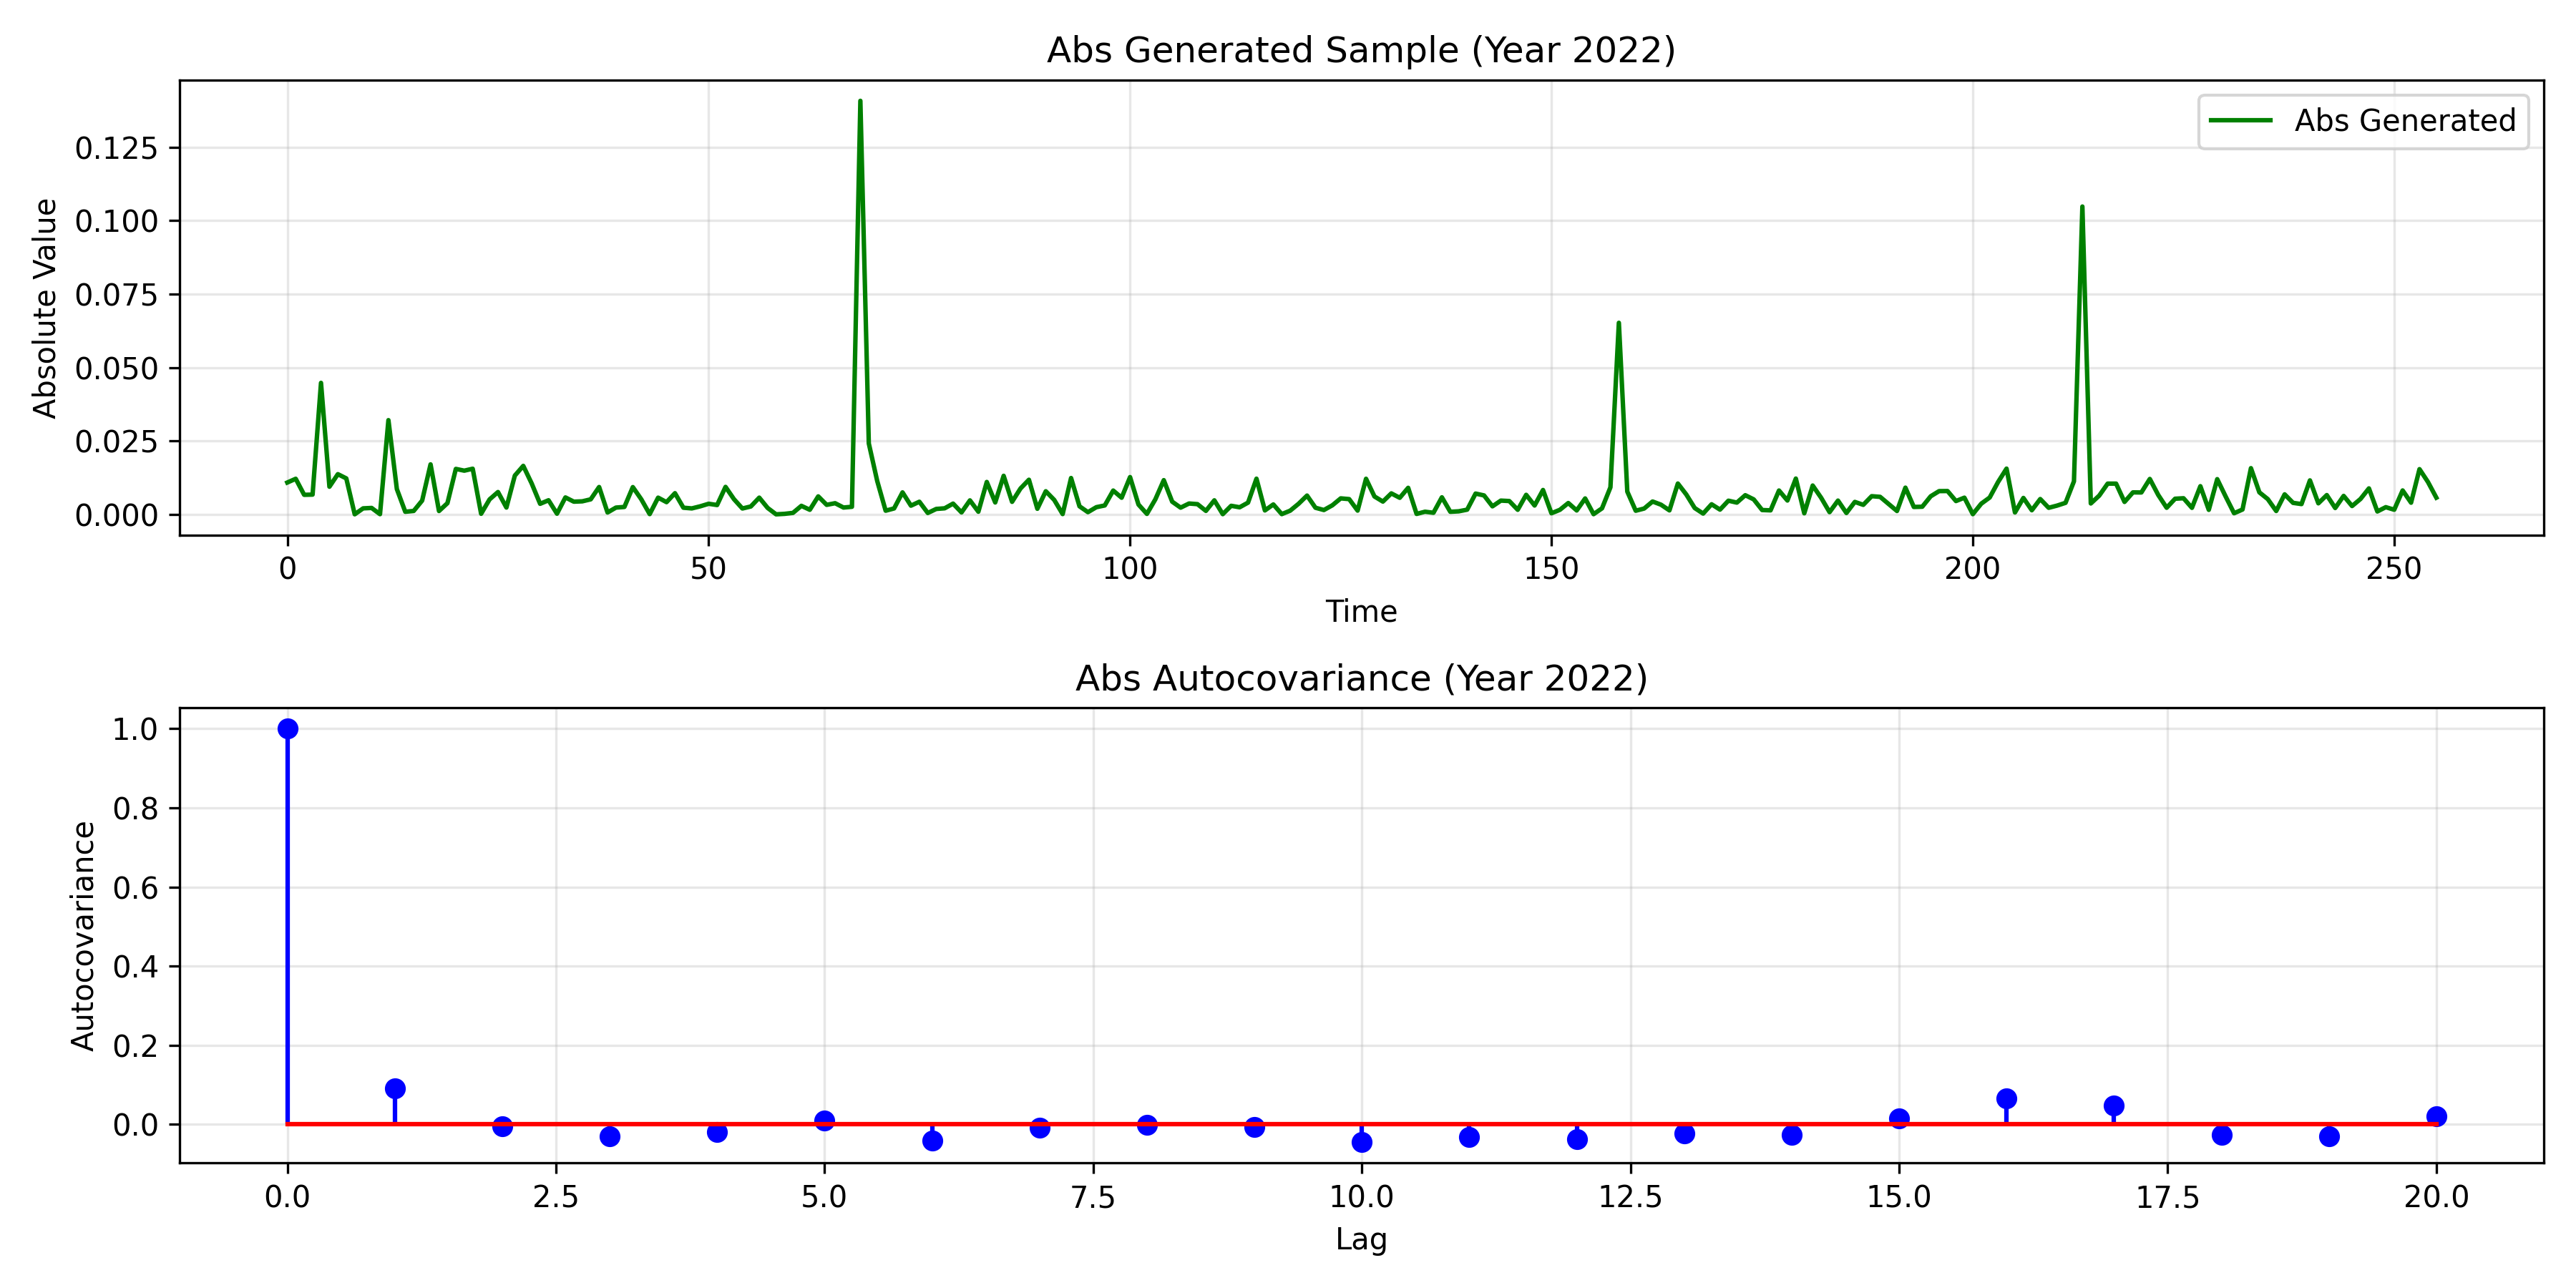 Abs Generated Sample (Year 2022)
Absolute Value
0.125
0.100
0.075
0.050
0.025
0.000
Abs Generated
0 50 100 150 200 250
Time
Abs Autocovariance (Year 2022)
Autocovariance
1.0
0.8
0.6
0.4
0.2
0.0
0.0 2.5 5.0 7.5 10.0 12.5 15.0 17.5 20.0
Lag